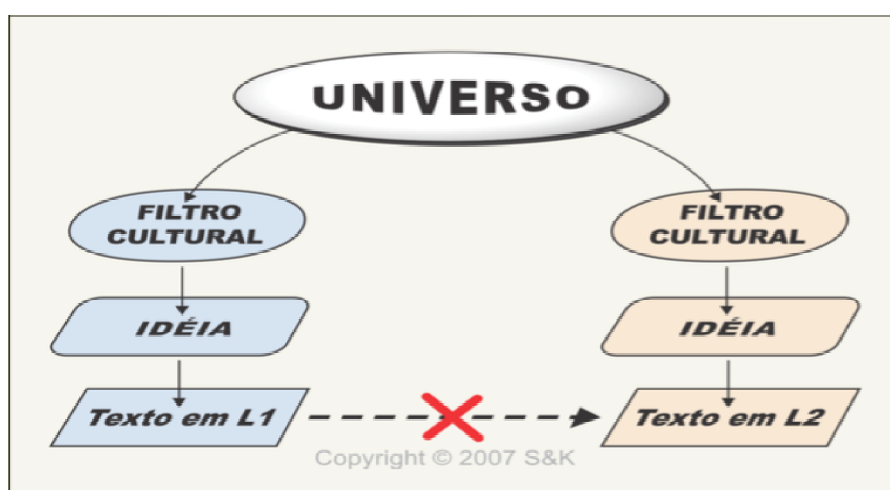 UNIVERSO
FILTRO
CULTURAL
FILTRO
CULTURAL
IDÉIA
IDÉIA
Texto em L1
Texto em L2
Copyright © 2007 S&K